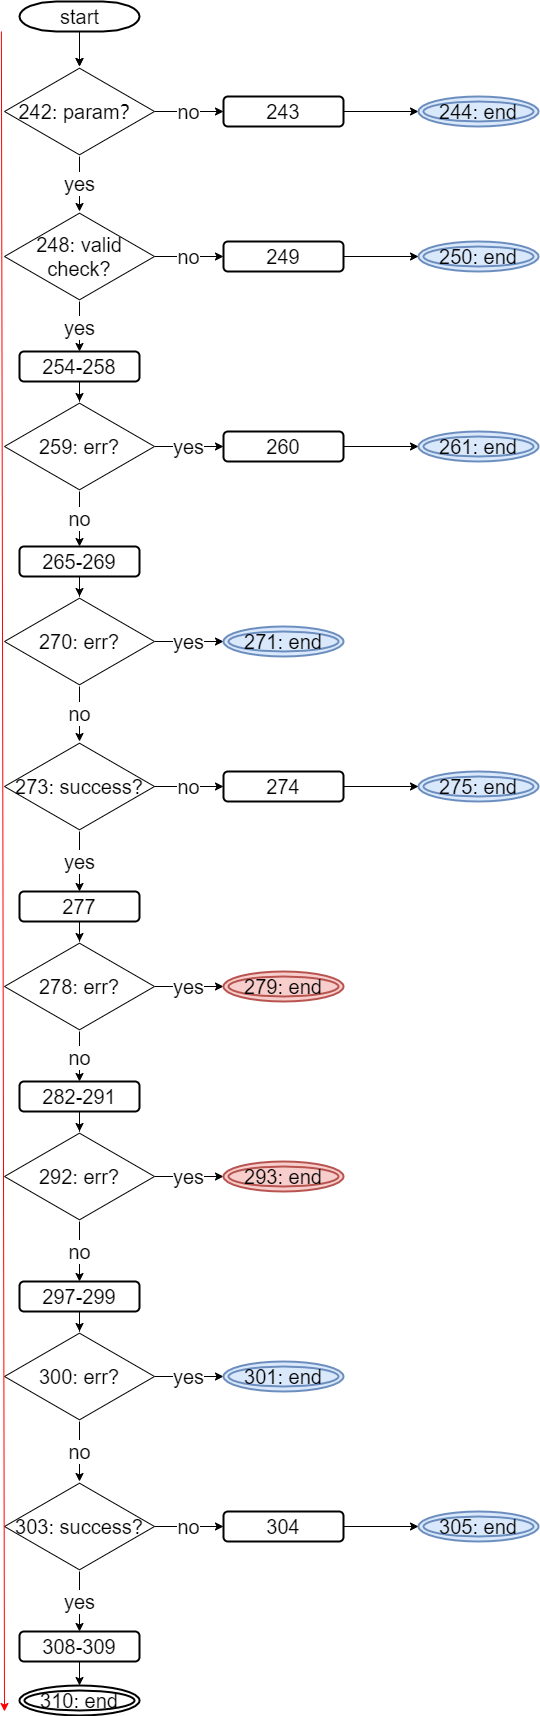 start
242: param?
no
243
244: end
yes
248: valid
check?
no
249
250: end
yes
254-258
259: err?
yes
260
261: end
no
265-269
270: err?
yes
271: end
no
273: success?
no
274
275: end
yes
277
278: err?
yes
279: end
no
282-291
292: err?
yes
293: end
no
297-299
300: err?
yes
301: end
no
303: success?
no
304
305: end
yes
308-309
310: end